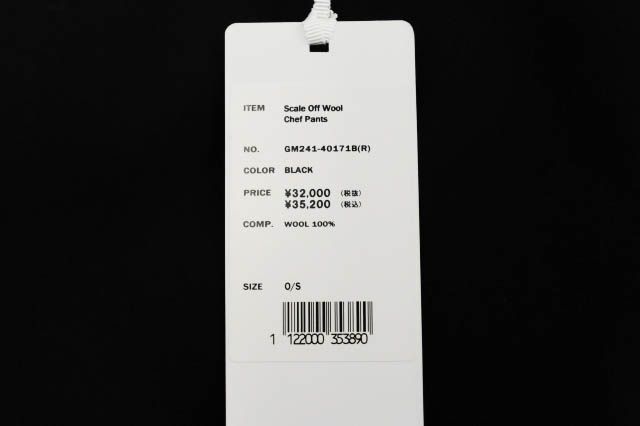 ITEM Scale Off Wool
Chef Pants
NO. GM241-40171B(R)
COLOR BLACK
PRICE ¥32,000 (税抜)
¥35,200 (税込)
COMP. WOOL 100%
SIZE O/S
1 122000 353890